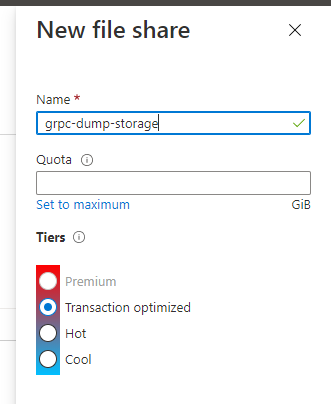 New file share
Name *
grpc-dump-storage
Quota
Set to maximum
GiB
Tiers
Premium
Transaction optimized
Hot
Cool